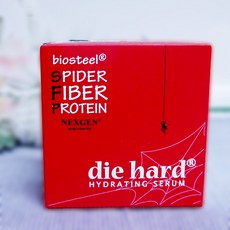 biosteel®
SPIDER
FIBER
PROTEIN
NEXGEN®
die hard®
HYDRATING SERUM